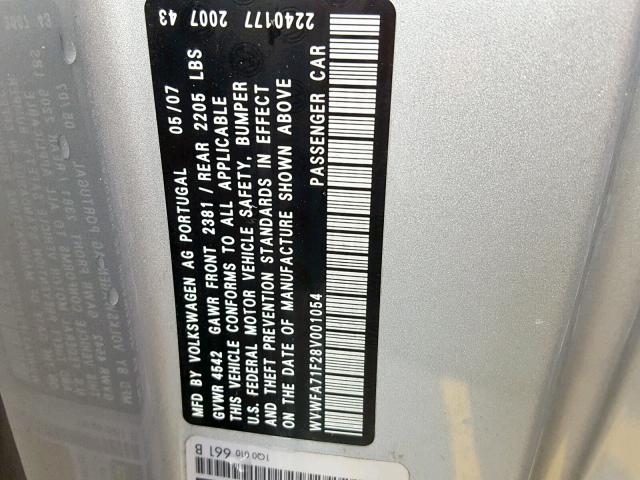 2007 43 2240177
MFD BY VOLKSWAGEN AG PORTUGAL 05/07
GVWR 4542 GAWR FRONT 2381 / REAR 2205 LBS
THIS VEHICLE CONFORMS TO ALL APPLICABLE
U.S. FEDERAL MOTOR VEHICLE SAFETY, BUMPER
AND THEFT PREVENTION STANDARDS IN EFFECT
ON THE DATE OF MANUFACTURE SHOWN ABOVE
WVWFA71F28V001054 PASSENGER CAR
1Q0 010 661 B